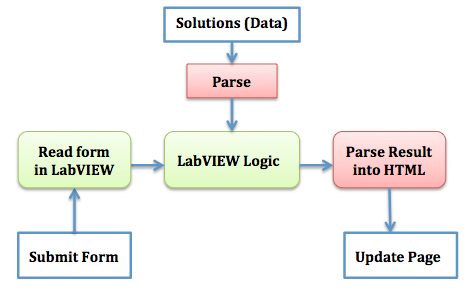 Solutions (Data)
Parse
Read form
in LabVIEW
LabVIEW Logic
Parse Result
into HTML
Submit Form
Update Page